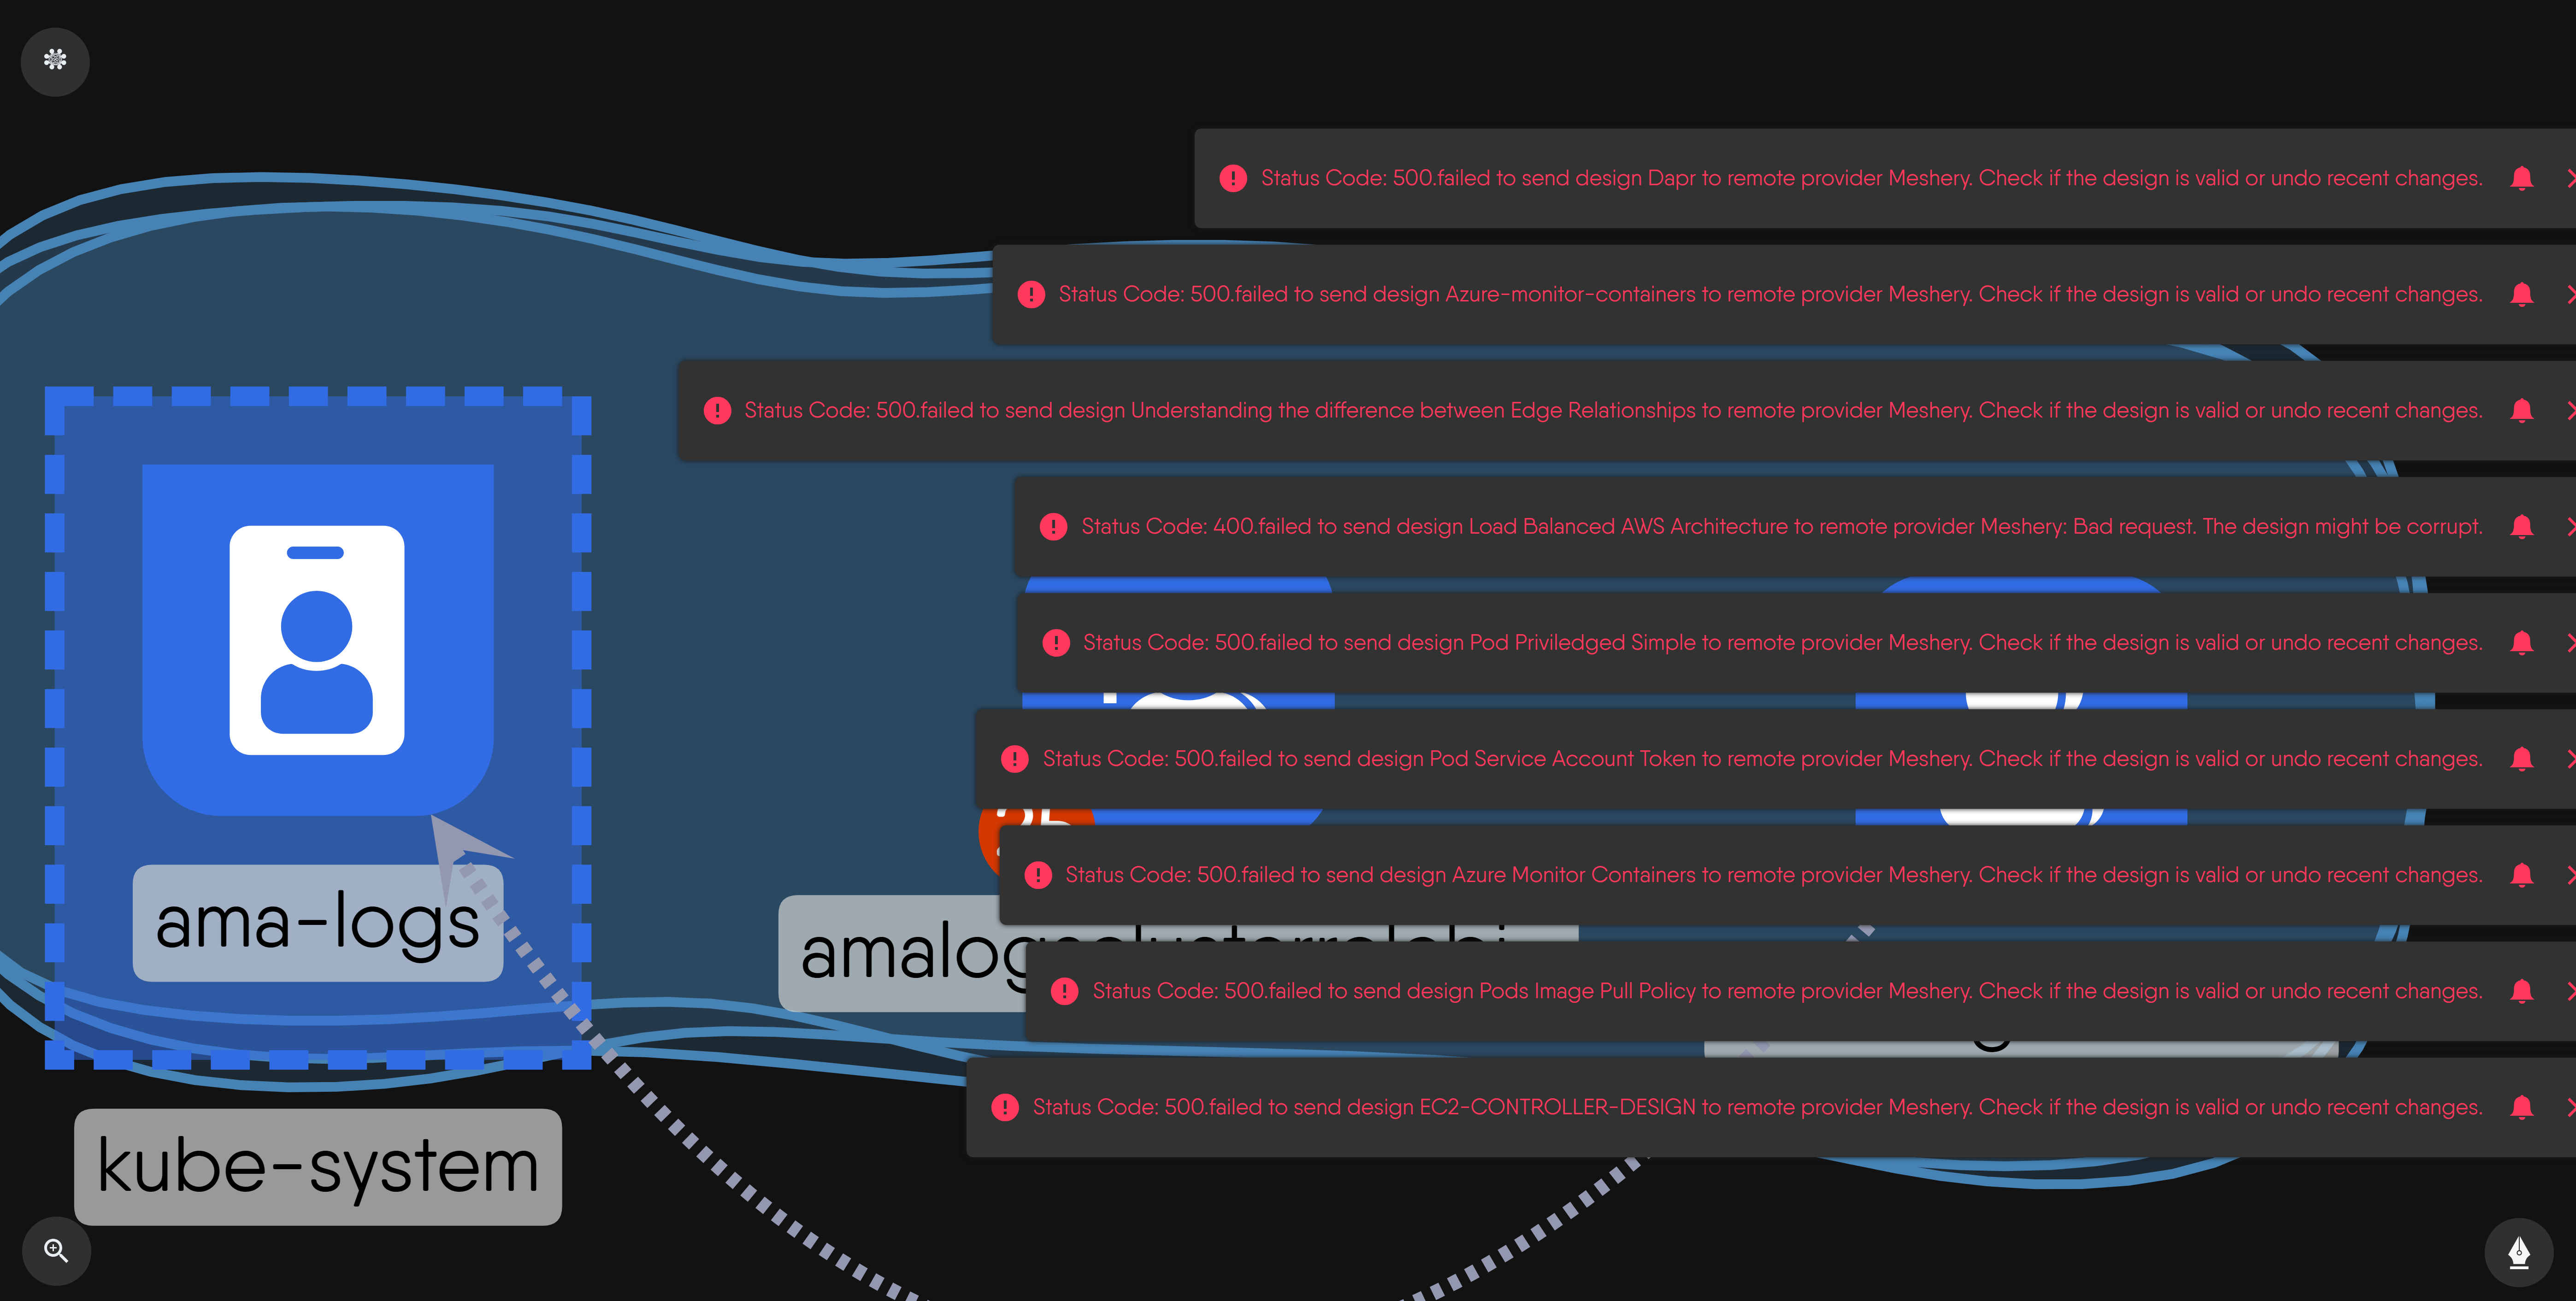 Status Code: 500.failed to send design Dapr to remote provider Meshery. Check if the design is valid or undo recent changes.
Status Code: 500.failed to send design Azure-monitor-containers to remote provider Meshery. Check if the design is valid or undo recent changes.
Status Code: 500.failed to send design Understanding the difference between Edge Relationships to remote provider Meshery. Check if the design is valid or undo recent changes.
Status Code: 400.failed to send design Load Balanced AWS Architecture to remote provider Meshery: Bad request. The design might be corrupt.
Status Code: 500.failed to send design Pod Priviledged Simple to remote provider Meshery. Check if the design is valid or undo recent changes.
Status Code: 500.failed to send design Pod Service Account Token to remote provider Meshery. Check if the design is valid or undo recent changes.
Status Code: 500.failed to send design Azure Monitor Containers to remote provider Meshery. Check if the design is valid or undo recent changes.
ama-logs
Status Code: 500.failed to send design Pods Image Pull Policy to remote provider Meshery. Check if the design is valid or undo recent changes.
Status Code: 500.failed to send design EC2-CONTROLLER-DESIGN to remote provider Meshery. Check if the design is valid or undo recent changes.
kube-system